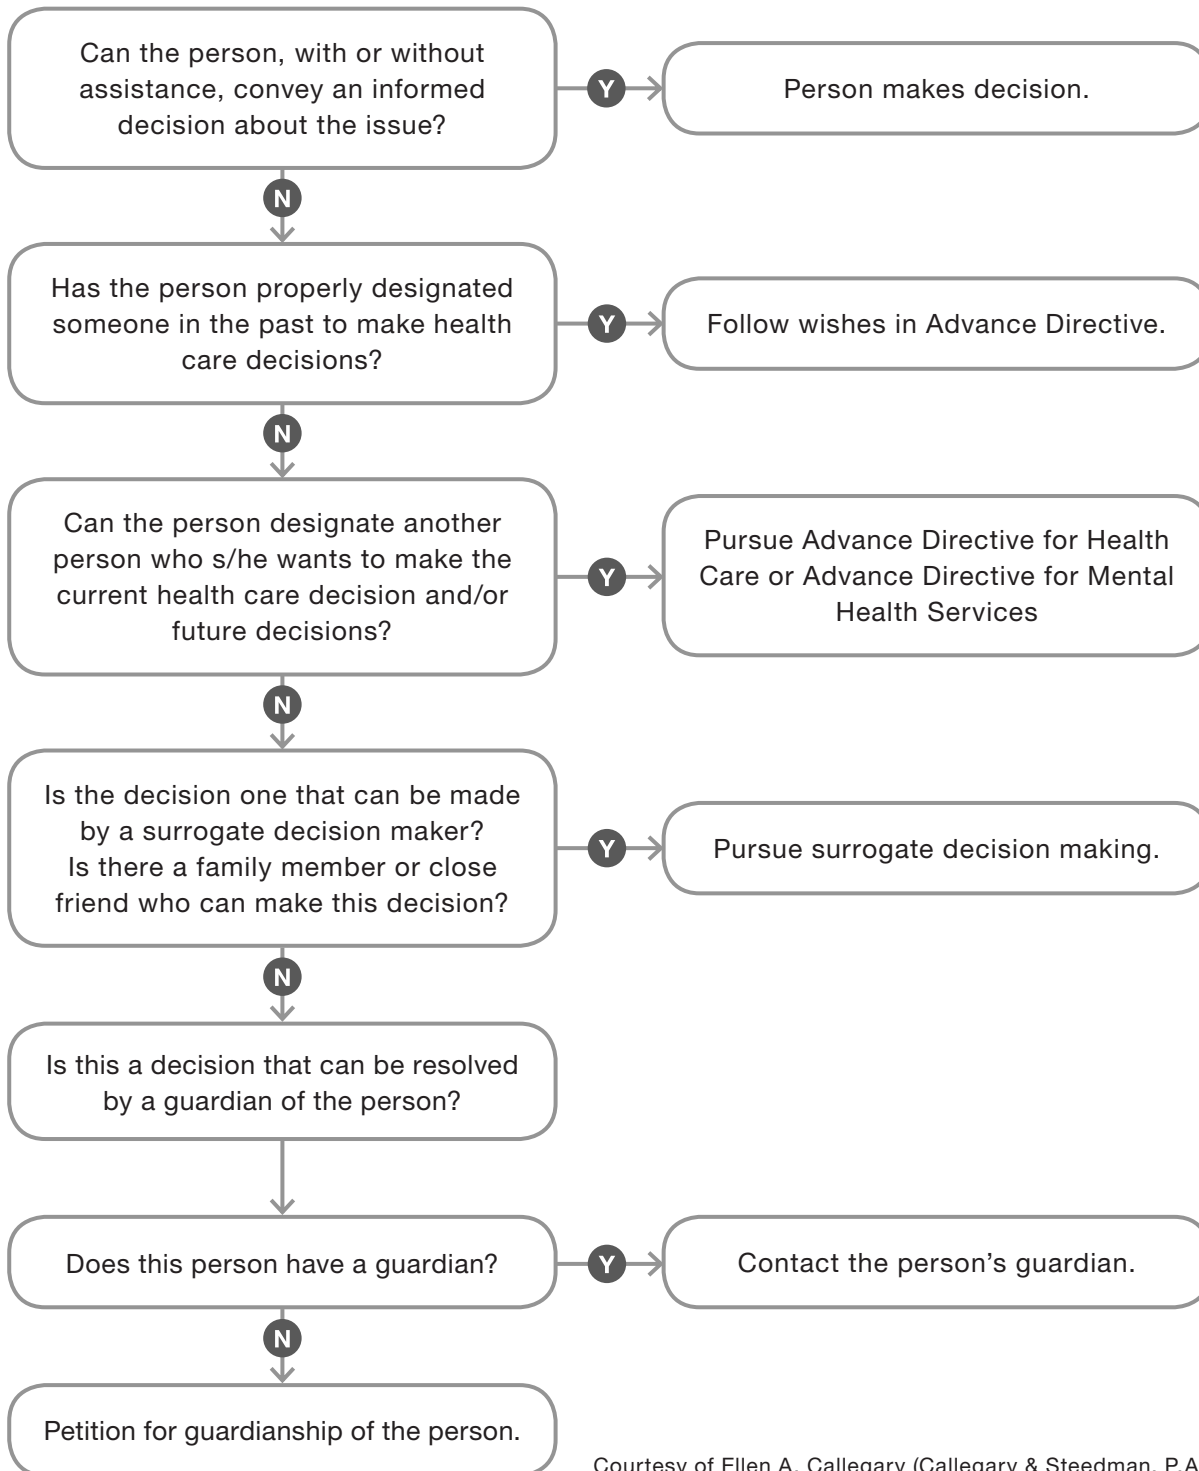 Can the person, with or without
assistance, convey an informed
decision about the issue?
Y
Person makes decision.
N
Has the person properly designated
someone in the past to make health
care decisions?
Y
Follow wishes in Advance Directive.
N
Can the person designate another
person who s/he wants to make the
current health care decision and/or
future decisions?
Y
Pursue Advance Directive for Health
Care or Advance Directive for Mental
Health Services
N
Is the decision one that can be made
by a surrogate decision maker?
Is there a family member or close
friend who can make this decision?
Y
Pursue surrogate decision making.
N
Is this a decision that can be resolved
by a guardian of the person?
Does this person have a guardian?
Y
Contact the person’s guardian.
N
Petition for guardianship of the person.
Courtesy of Ellen A. Callegary (Callegary & Steedman, P.A